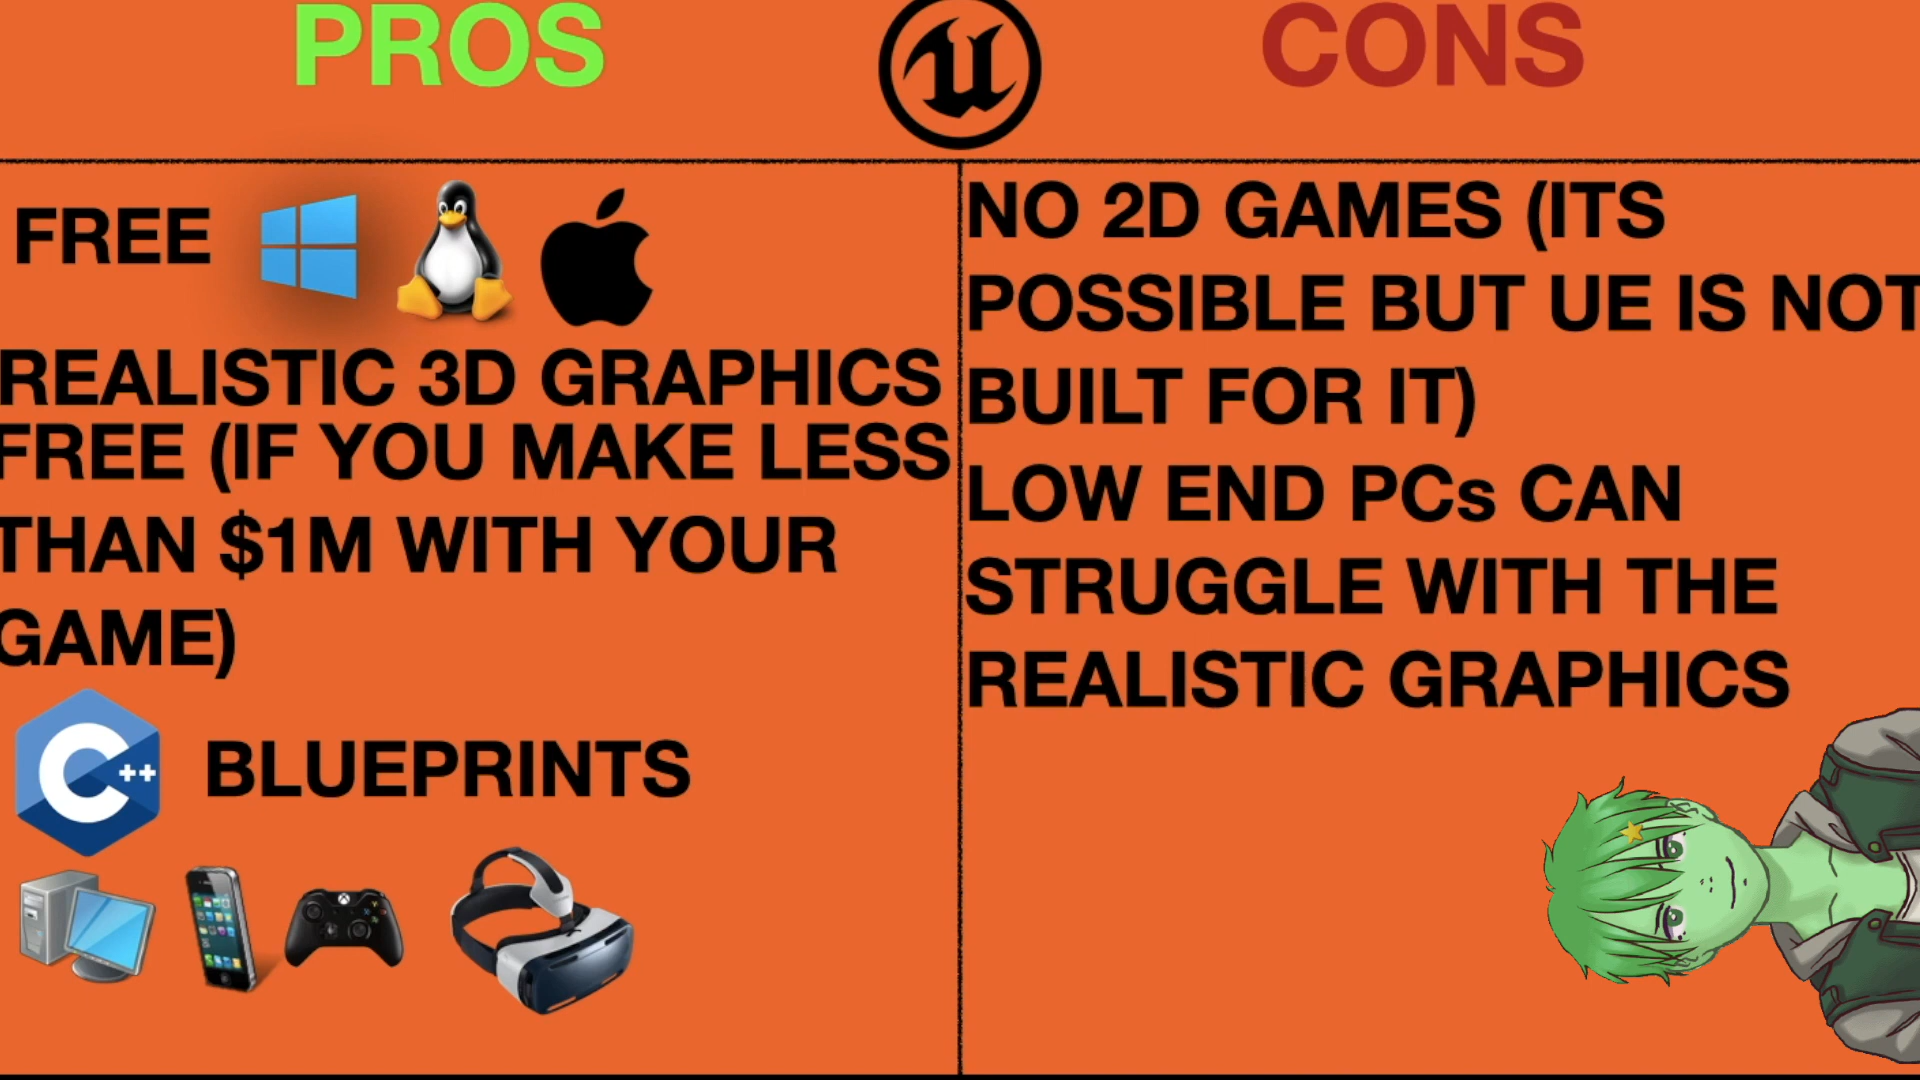 PROS
CONS
FREE
REALISTIC 3D GRAPHICS
FREE (IF YOU MAKE LESS
THAN $1M WITH YOUR
GAME)
C++
BLUEPRINTS
NO 2D GAMES (ITS
POSSIBLE BUT UE IS NOT
BUILT FOR IT)
LOW END PCs CAN
STRUGGLE WITH THE
REALISTIC GRAPHICS